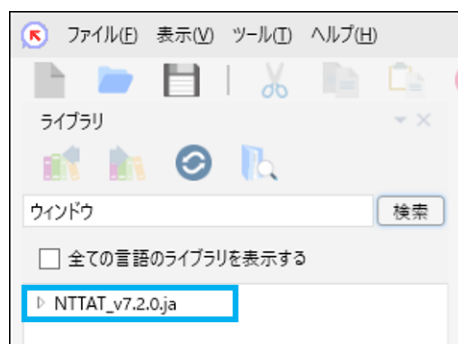 ファイル(F) 表示(V) ツール(T) ヘルプ(H)
ライブラリ
ウィンドウ 検索
全ての言語のライブラリを表示する
NTTAT_v7.2.0.ja